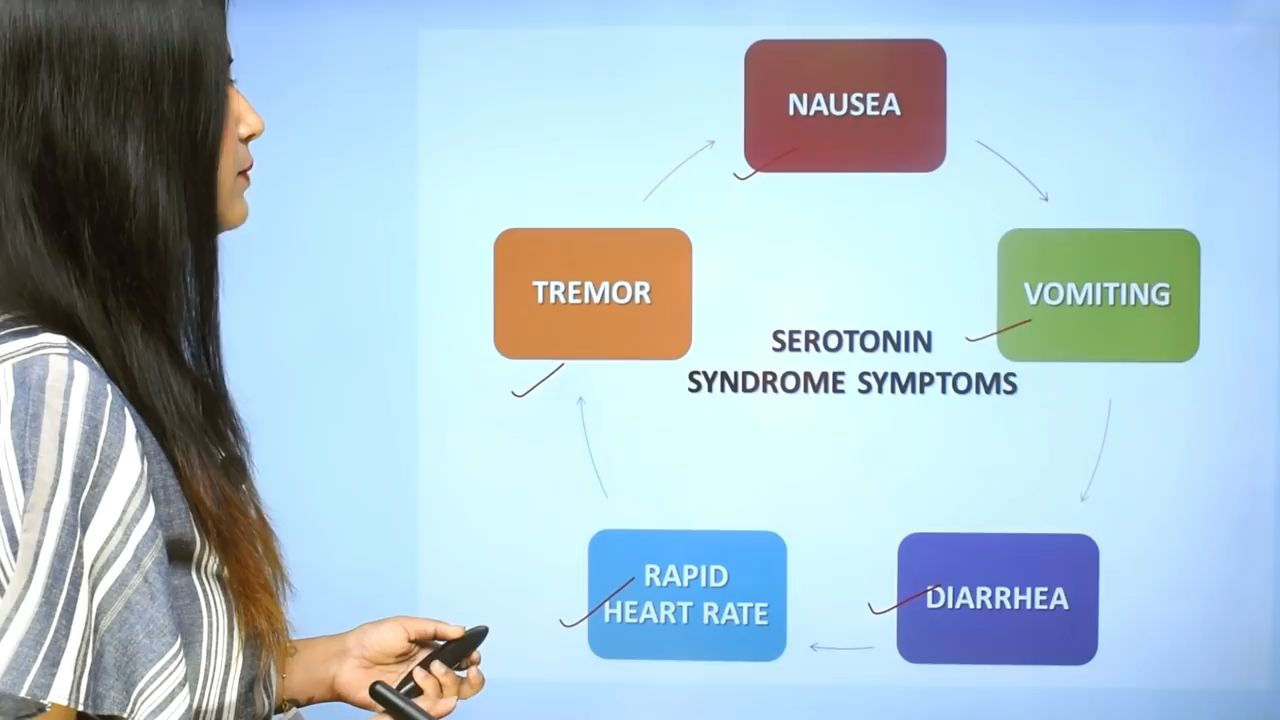 NAUSEA
VOMITING
DIARRHEA
RAPID
HEART RATE
TREMOR
SEROTONIN
SYNDROME SYMPTOMS